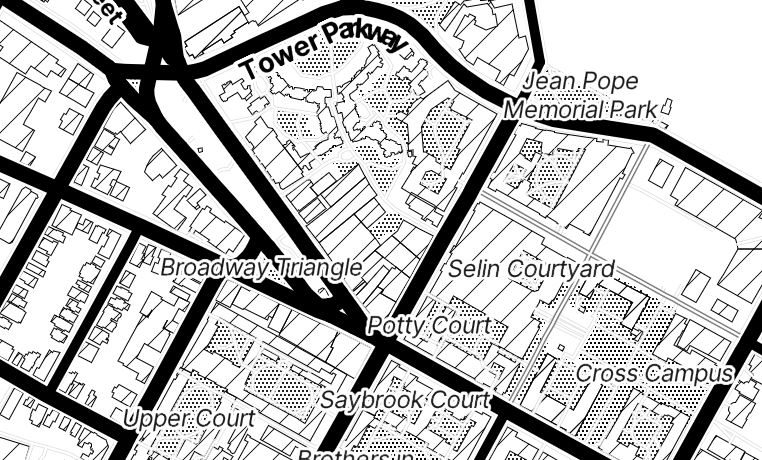 Tower Parkway
Jean Pope
Memorial Park
Broadway Triangle
Selin Courtyard
Potty Court
Cross Campus
Saybrook Court
Upper Court